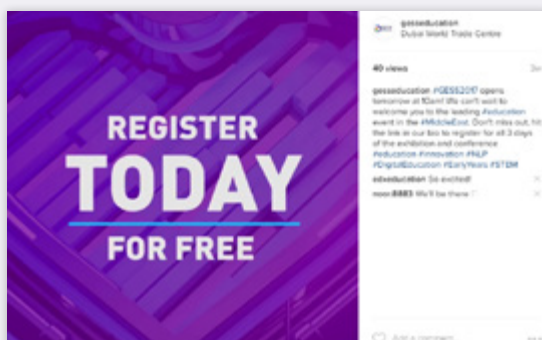 REGISTER
TODAY
FOR FREE
gesseducation
Dubai World Trade Centre
40 views
gesseducation #GESS2017 opens
tomorrow at 10am! We can't wait to
welcome you to the leading #education
event in the #MiddleEast. Don't miss out, hit
the link in our bio to register for all 3 days
of the exhibition and conference
#education #innovation #NLP
#DigitalEducation #EarlyYears #STEM
edxeducation So excited!
noor.8883 We'll be there
Add a comment